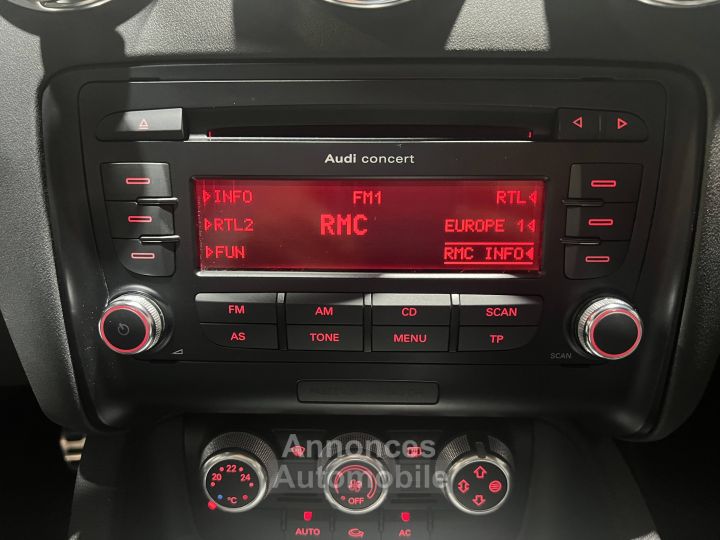 Audi concert
INFO FM1 RTL
RTL2 RMC EUROPE 1
FUN RMC INFO
FM AM CD SCAN
AS TONE MENU TP
SCAN
Annonces
Automobile
20 22 24
°C
OFF
AUTO AC